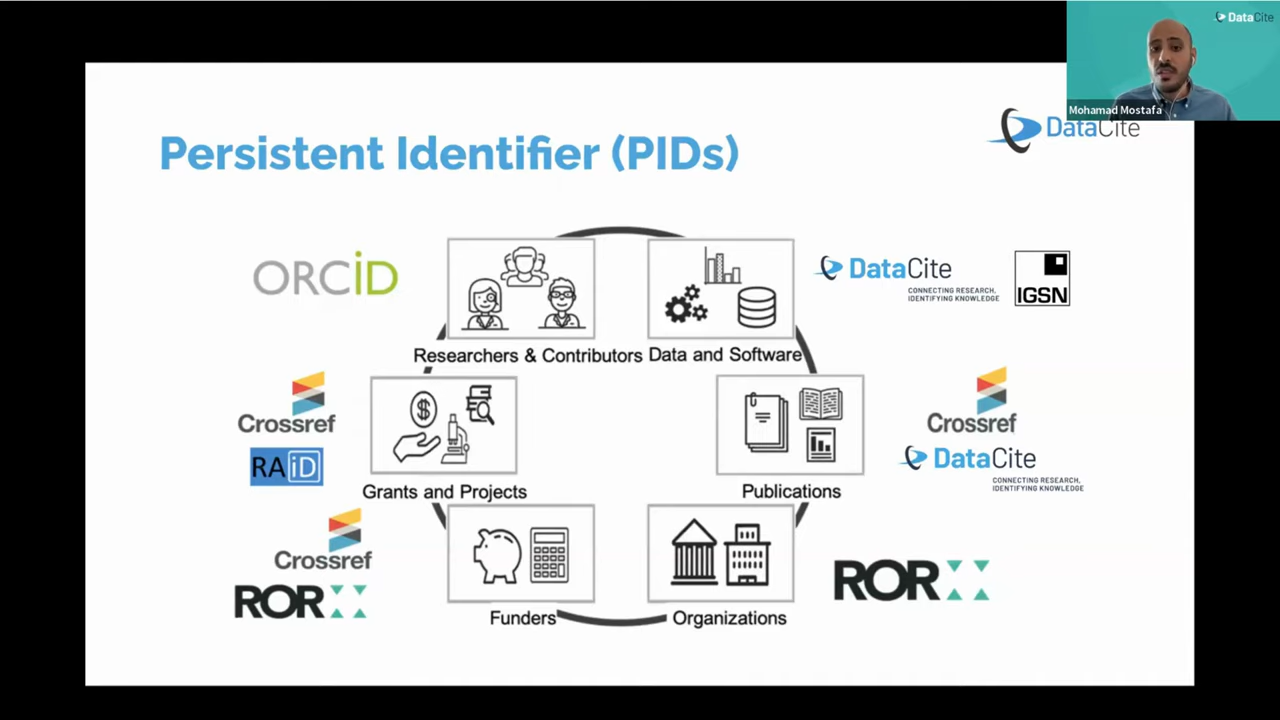 DataCite
Mohamad Mostafa
DataCite
Persistent Identifier (PIDs)
ORCiD
Researchers & Contributors
Data and Software
DataCite
CONNECTING RESEARCH,
IDENTIFYING KNOWLEDGE
IGSN
Crossref
RAiD
Grants and Projects
Publications
Crossref
DataCite
CONNECTING RESEARCH,
IDENTIFYING KNOWLEDGE
Crossref
ROR
Funders
Organizations
ROR